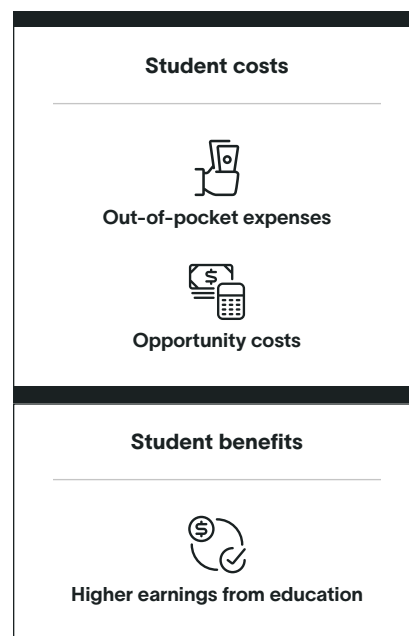 Student costs
Out-of-pocket expenses
$
Opportunity costs
Student benefits
$
Higher earnings from education